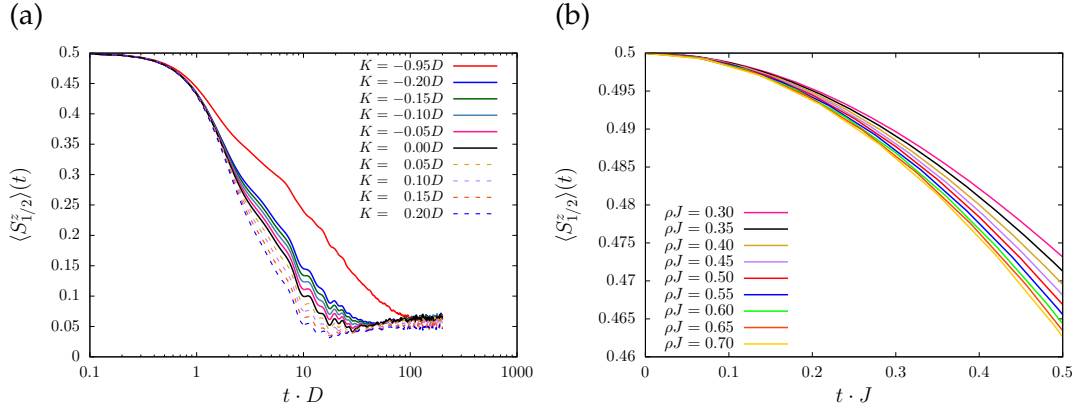 (a)
⟨S^z_{1/2}⟩(t)
0.5
0.45
0.4
0.35
0.3
0.25
0.2
0.15
0.1
0.05
0
0.1
1
10
100
1000
t · D
K = −0.95D
K = −0.20D
K = −0.15D
K = −0.10D
K = −0.05D
K = 0.00D
K = 0.05D
K = 0.10D
K = 0.15D
K = 0.20D
(b)
⟨S^z_{1/2}⟩(t)
0.5
0.495
0.49
0.485
0.48
0.475
0.47
0.465
0.46
0
0.1
0.2
0.3
0.4
0.5
t · J
ρJ = 0.30
ρJ = 0.35
ρJ = 0.40
ρJ = 0.45
ρJ = 0.50
ρJ = 0.55
ρJ = 0.60
ρJ = 0.65
ρJ = 0.70